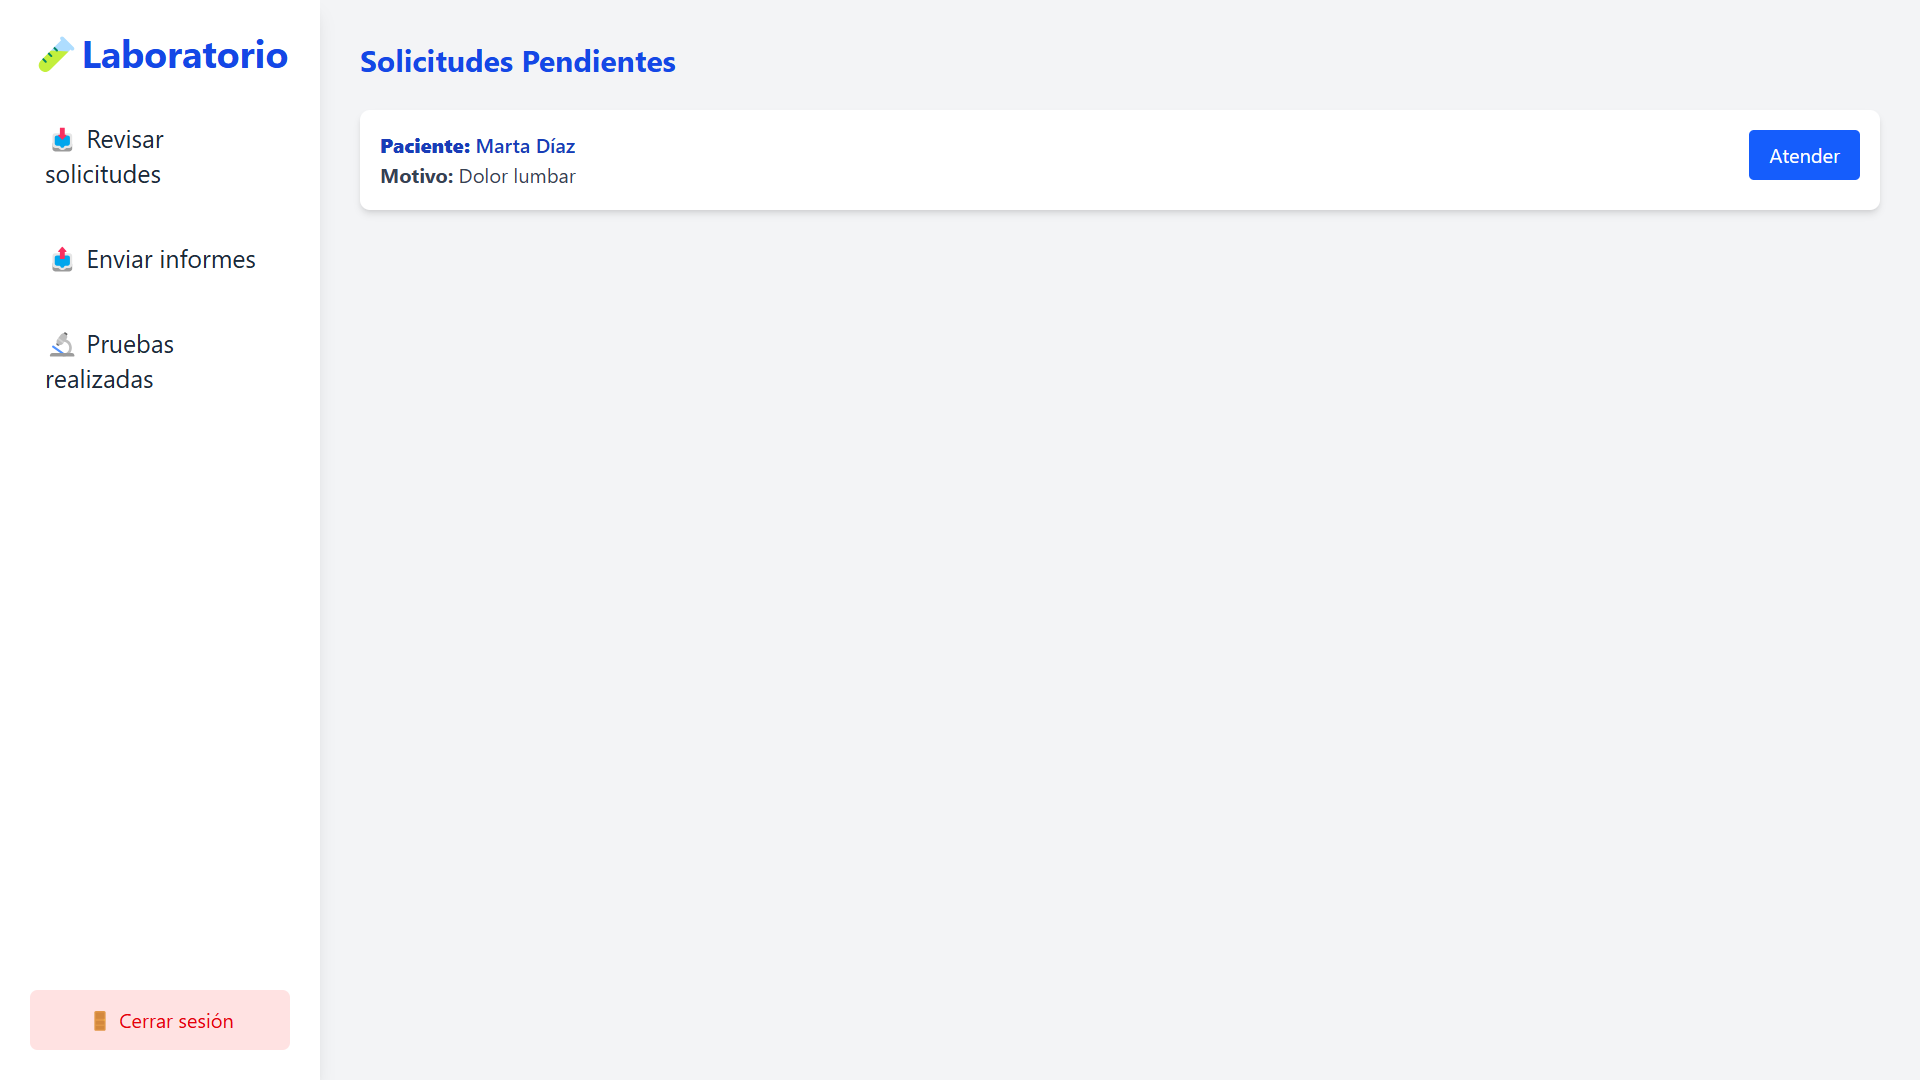 Laboratorio
Revisar
solicitudes
Enviar informes
Pruebas
realizadas
Cerrar sesión
Solicitudes Pendientes
Paciente: Marta Díaz
Motivo: Dolor lumbar
Atender